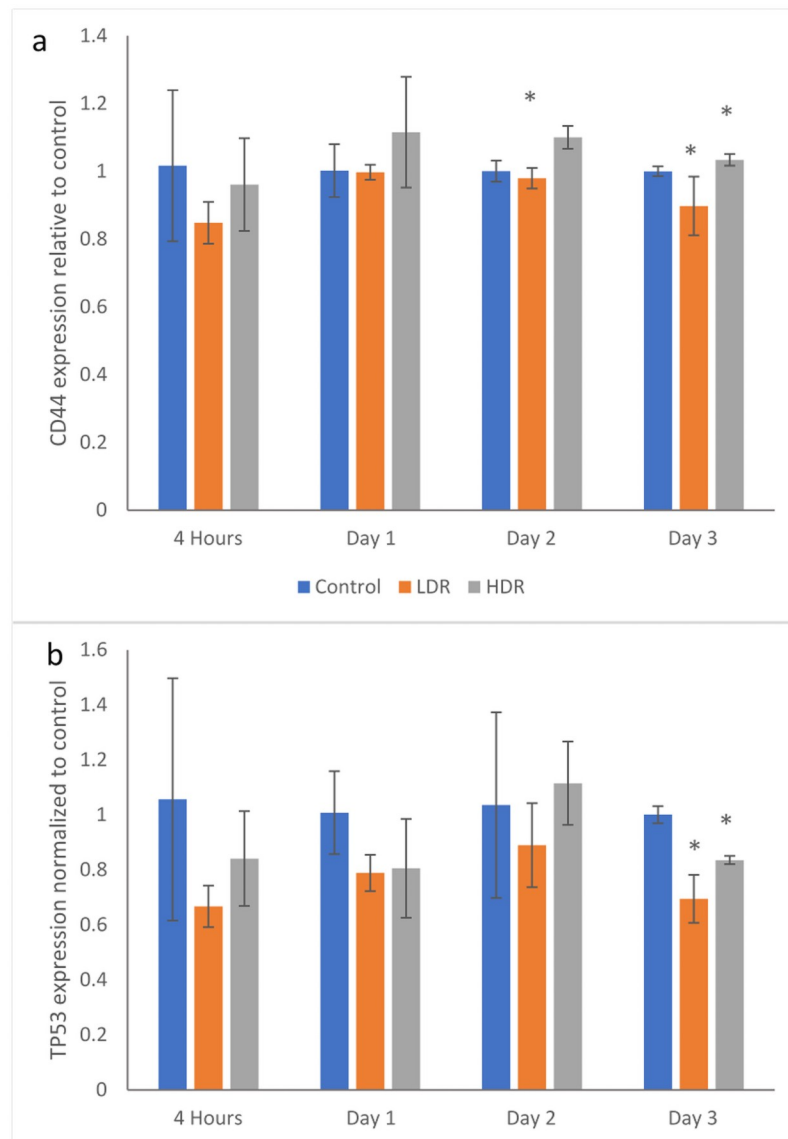 a
CD44 expression relative to control
1.4
1.2
1
0.8
0.6
0.4
0.2
0
* * *
4 Hours Day 1 Day 2 Day 3
Control LDR HDR
b
TP53 expression normalized to control
1.6
1.4
1.2
1
0.8
0.6
0.4
0.2
0
* *
4 Hours Day 1 Day 2 Day 3